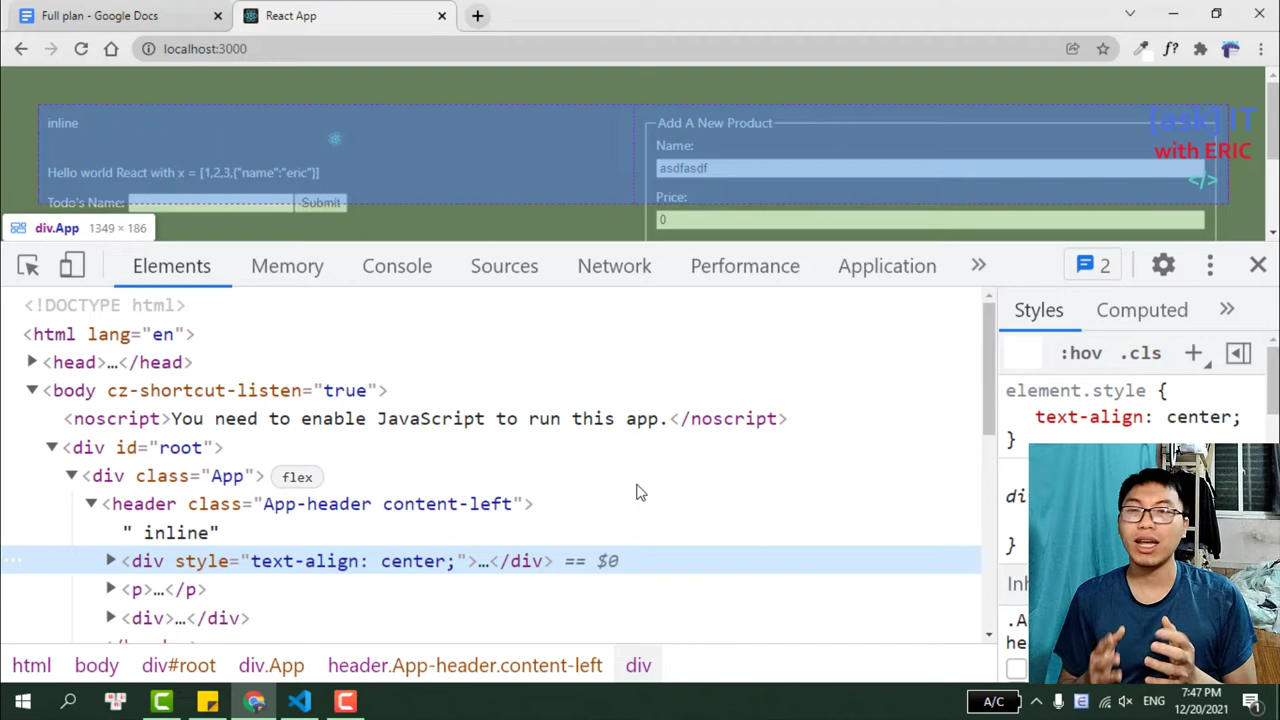 Full plan - Google Docs
React App
localhost:3000
f?
inline
Hello world React with x = [1,2,3,{"name":"eric"}]
Todo's Name:
Submit
Add A New Product
Name:
asdfasdf
Price:
0
[ask] IT
with ERIC
</>
div.App 1349 × 186
Elements
Memory
Console
Sources
Network
Performance
Application
2
<!DOCTYPE html>
<html lang="en">
<head>…</head>
<body cz-shortcut-listen="true">
<noscript>You need to enable JavaScript to run this app.</noscript>
<div id="root">
<div class="App"> flex
<header class="App-header content-left">
" inline"
<div style="text-align: center;">…</div> == $0
<p>…</p>
<div>…</div>
html
body
div#root
div.App
header.App-header.content-left
div
Styles
Computed
:hov .cls
element.style {
text-align: center;
}
di
}
Inh
.A
he
A/C
ENG
7:47 PM
12/20/2021
1